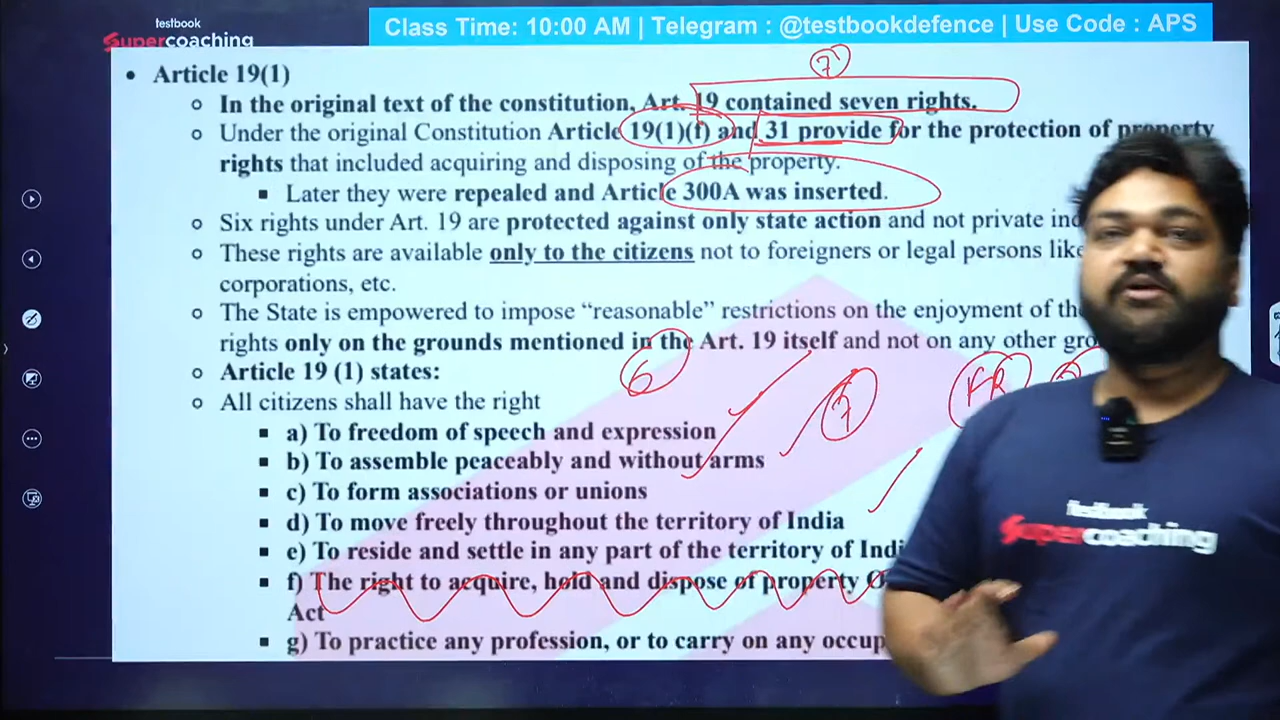 testbook
Supercoaching
Class Time: 10:00 AM | Telegram : @testbookdefence | Use Code : APS
7
• Article 19(1)
○ In the original text of the constitution, Art. 19 contained seven rights.
○ Under the original Constitution Article 19(1)(f) and 31 provide for the protection of property
rights that included acquiring and disposing of the property.
▪ Later they were repealed and Article 300A was inserted.
○ Six rights under Art. 19 are protected against only state action and not private
○ These rights are available only to the citizens not to foreigners or legal persons like
corporations, etc.
○ The State is empowered to impose “reasonable” restrictions on the enjoyment of
rights only on the grounds mentioned in the Art. 19 itself and not on any other
○ Article 19 (1) states:
6
○ All citizens shall have the right
7
FR
▪ a) To freedom of speech and expression
▪ b) To assemble peaceably and without arms
▪ c) To form associations or unions
▪ d) To move freely throughout the territory of India
▪ e) To reside and settle in any part of the territory of
▪ f) The right to acquire, hold and dispose of property
Act
▪ g) To practice any profession, or to carry on any
testbook
Supercoaching